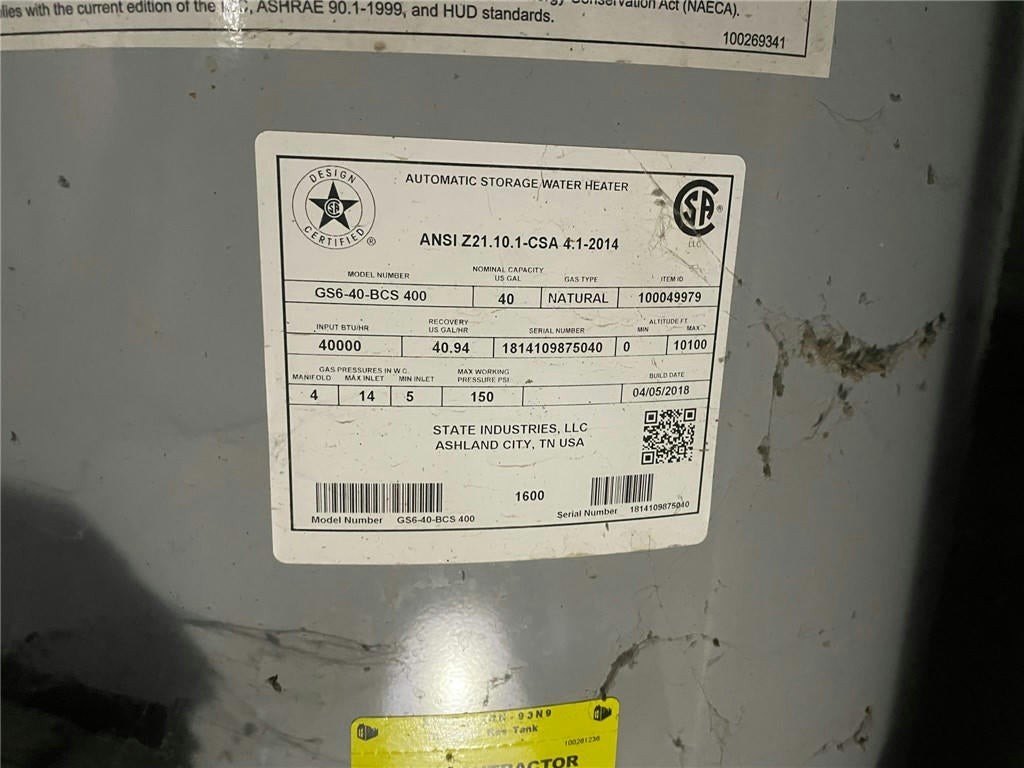 lies with the current edition of the ASHRAE 90.1-1999, and HUD standards.
Conservation Act (NAECA).
100269341
DESIGN
SA
CERTIFIED
®
AUTOMATIC STORAGE WATER HEATER
SA
®
LLC
ANSI Z21.10.1-CSA 4.1-2014
MODEL NUMBER NOMINAL CAPACITY US GAL GAS TYPE ITEM ID
GS6-40-BCS 400 40 NATURAL 100049979
INPUT BTU/HR RECOVERY US GAL/HR SERIAL NUMBER ALTITUDE FT. MIN MAX.
40000 40.94 1814109875040 0 10100
GAS PRESSURES IN W.C. MAX WORKING PRESSURE PSI BUILD DATE
MANIFOLD MAX INLET MIN INLET
4 14 5 150 04/05/2018
STATE INDUSTRIES, LLC
ASHLAND CITY, TN USA
1600
Model Number GS6-40-BCS 400
Serial Number 1814109875040
93N9
Tank
100261236